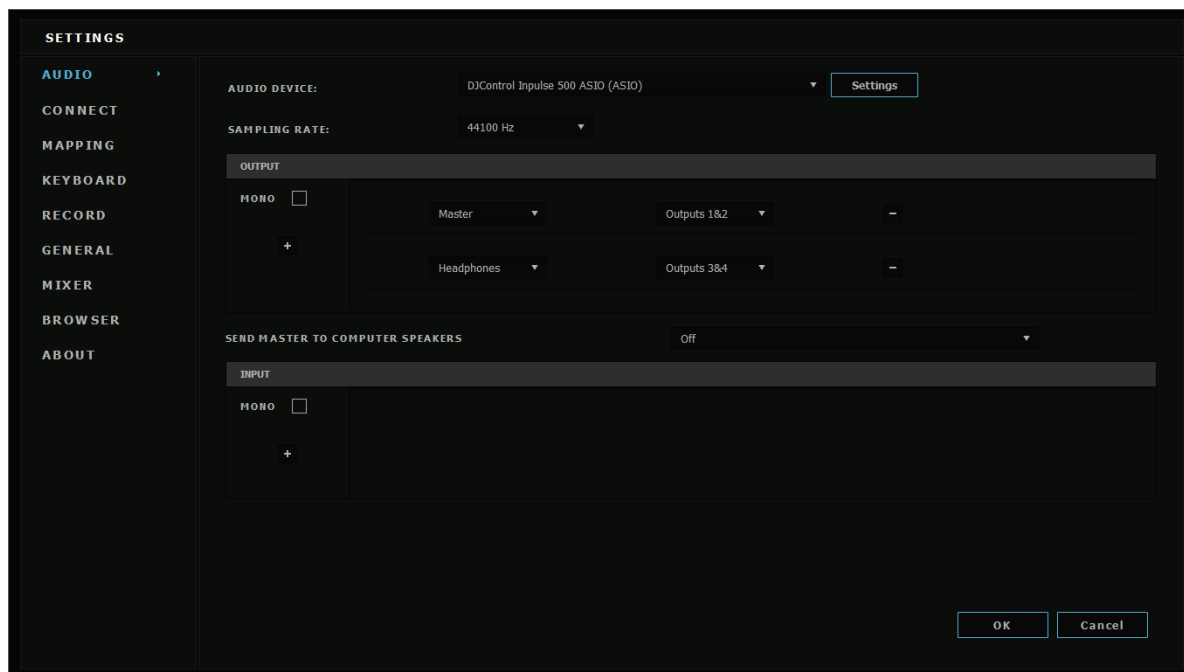 SETTINGS
AUDIO
CONNECT
MAPPING
KEYBOARD
RECORD
GENERAL
MIXER
BROWSER
ABOUT
AUDIO DEVICE: DJControl Inpulse 500 ASIO (ASIO) Settings
SAMPLING RATE: 44100 Hz
OUTPUT
MONO
+
Master Outputs 1&2 −
Headphones Outputs 3&4 −
SEND MASTER TO COMPUTER SPEAKERS Off
INPUT
MONO
+
OK Cancel